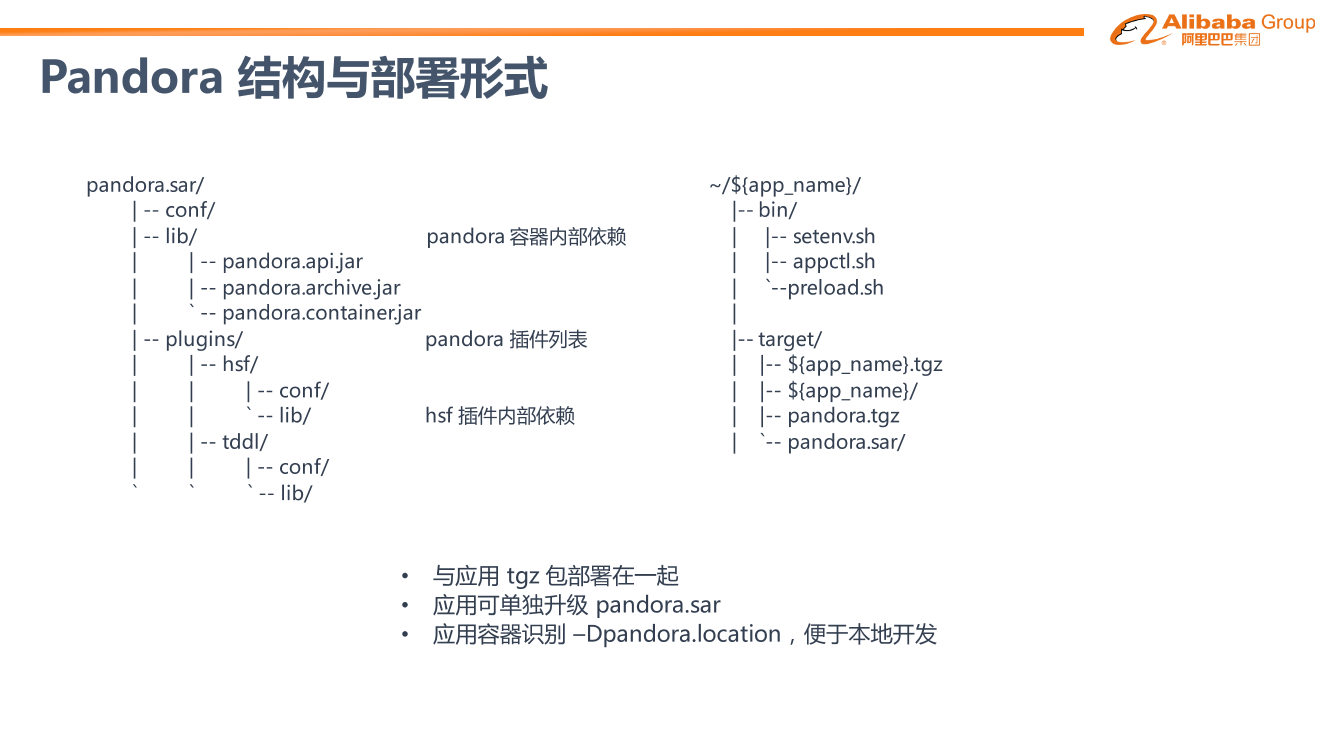 Alibaba Group
阿里巴巴集团
Pandora 结构与部署形式
pandora.sar/
| -- conf/
| -- lib/ pandora 容器内部依赖
| | -- pandora.api.jar
| | -- pandora.archive.jar
| ` -- pandora.container.jar
| -- plugins/ pandora 插件列表
| | -- hsf/
| | | -- conf/
| | ` -- lib/ hsf 插件内部依赖
| | -- tddl/
| | | -- conf/
` ` ` -- lib/
~/${app_name}/
|-- bin/
| |-- setenv.sh
| |-- appctl.sh
| `--preload.sh
|
|-- target/
| |-- ${app_name}.tgz
| |-- ${app_name}/
| |-- pandora.tgz
| `-- pandora.sar/
• 与应用 tgz 包部署在一起
• 应用可单独升级 pandora.sar
• 应用容器识别 –Dpandora.location，便于本地开发